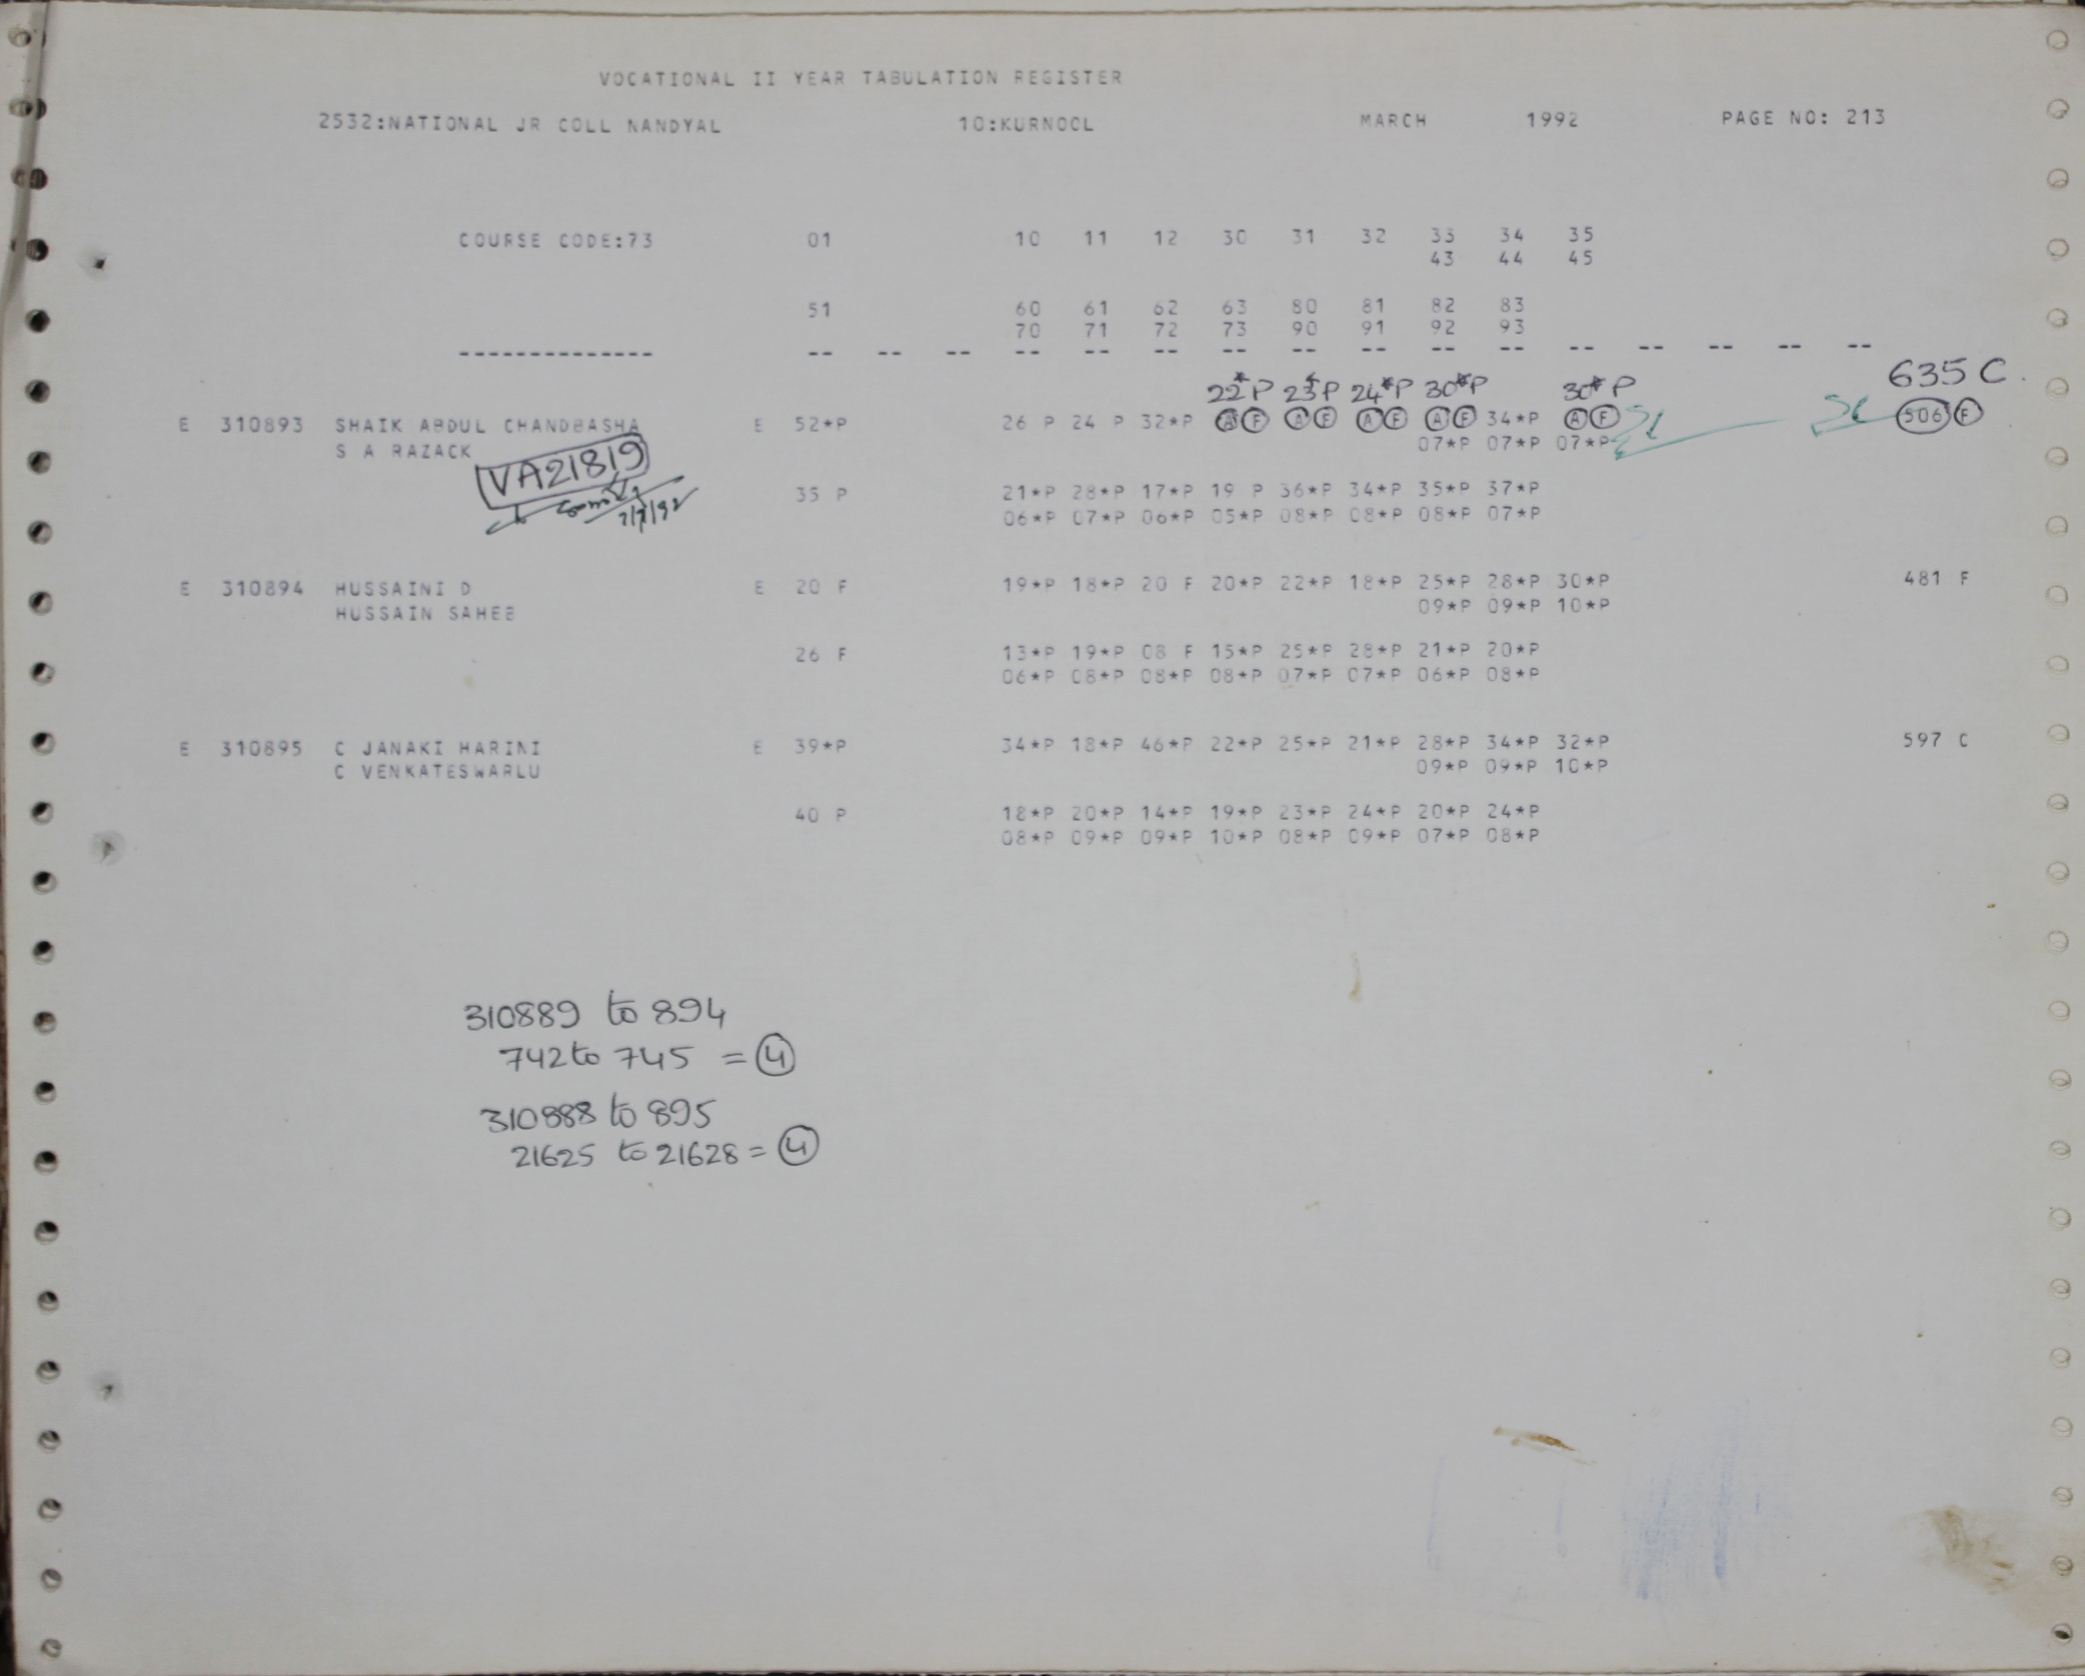 VOCATIONAL II YEAR TABULATION REGISTER
2532:NATIONAL JR COLL NANDYAL 10:KURNOOL MARCH 1992 PAGE NO: 213
COURSE CODE:73 01 10 11 12 30 31 32 33 34 35
43 44 45
51 60 61 62 63 80 81 82 83
70 71 72 73 90 91 92 93
-------------- -- -- -- -- -- -- -- -- -- -- -- -- -- -- -- --
22*P 23*P 24*P 30*P 30*P 635 C.
E 310893 SHAIK ABDUL CHANDBASHA E 52*P 26 P 24 P 32*P A F A F A F A F 34*P A F 506 F
S A RAZACK 07*P 07*P 07*P
VA21819
35 P 21*P 28*P 17*P 19 P 36*P 34*P 35*P 37*P
06*P 07*P 06*P 05*P 08*P 08*P 08*P 07*P
E 310894 HUSSAINI D E 20 F 19*P 18*P 20 F 20*P 22*P 18*P 25*P 28*P 30*P 481 F
HUSSAIN SAHEB 09*P 09*P 10*P
26 F 13*P 19*P 08 F 15*P 25*P 28*P 21*P 20*P
06*P 08*P 08*P 08*P 07*P 07*P 06*P 08*P
E 310895 C JANAKI HARINI E 39*P 34*P 18*P 46*P 22*P 25*P 21*P 28*P 34*P 32*P 597 C
C VENKATESWARLU 09*P 09*P 10*P
40 P 18*P 20*P 14*P 19*P 23*P 24*P 20*P 24*P
08*P 09*P 09*P 10*P 08*P 09*P 07*P 08*P
310889 to 894
742 to 745 = 4
310888 to 895
21625 to 21628 = 4